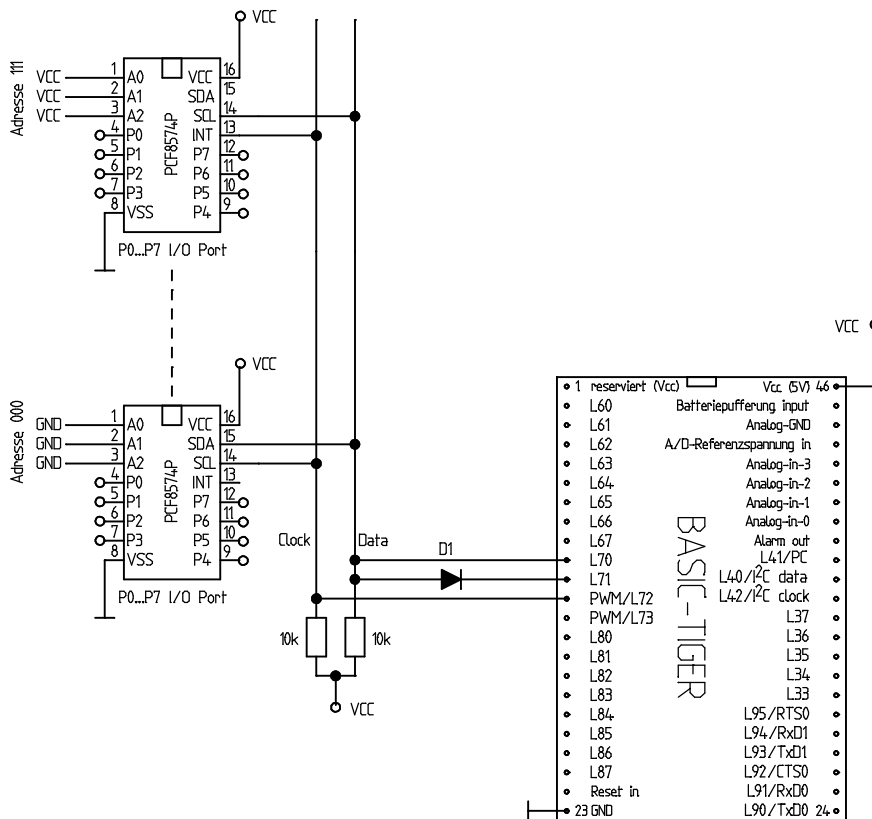 VCC
Adresse 111
VCC 1 A0 VCC 16
VCC 2 A1 SDA 15
VCC 3 A2 SCL 14
4 P0 INT 13
5 P1 P7 12
6 P2 P6 11
7 P3 P5 10
8 VSS P4 9
PCF8574P
P0...P7 I/O Port
VCC
Adresse 000
GND 1 A0 VCC 16
GND 2 A1 SDA 15
GND 3 A2 SCL 14
4 P0 INT 13
5 P1 P7 12
6 P2 P6 11
7 P3 P5 10
8 VSS P4 9
PCF8574P
P0...P7 I/O Port
Clock Data D1
10k 10k
VCC
VCC
1 reserviert (Vcc) Vcc (5V) 46
L60 Batteriepufferung input
L61 Analog-GND
L62 A/D-Referenzspannung in
L63 Analog-in-3
L64 Analog-in-2
L65 Analog-in-1
L66 Analog-in-0
L67 Alarm out
L70 L41/PC
L71 L40/I²C data
PWM/L72 L42/I²C clock
PWM/L73 L37
L80 L36
L81 L35
L82 L34
L83 L33
L84 L95/RTS0
L85 L94/RxD1
L86 L93/TxD1
L87 L92/CTS0
Reset in L91/RxD0
23 GND L90/TxD0 24
BASIC-TIGER